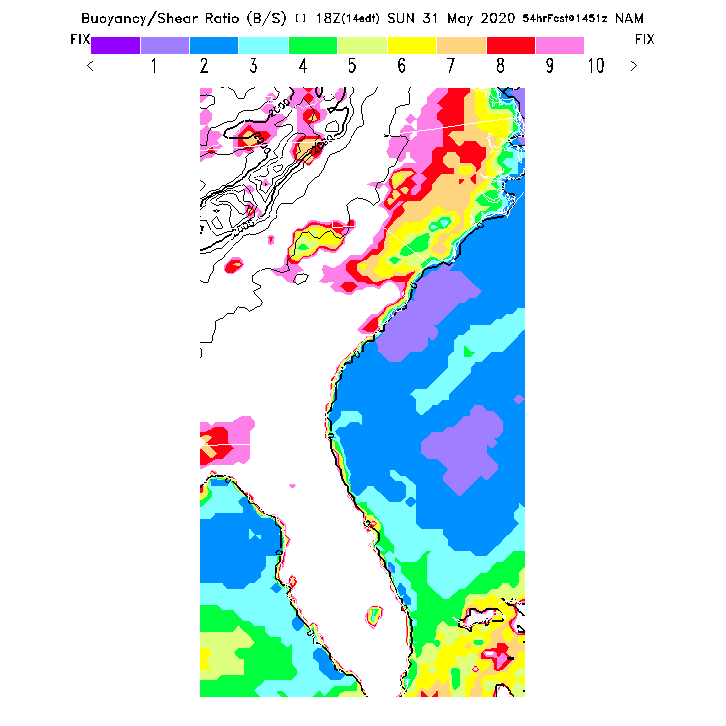 Buoyancy/Shear Ratio (B/S) [] 18Z(14edt) SUN 31 May 2020 54hrFcst@1451z NAM
FIX FIX
< 1 2 3 4 5 6 7 8 9 10 >